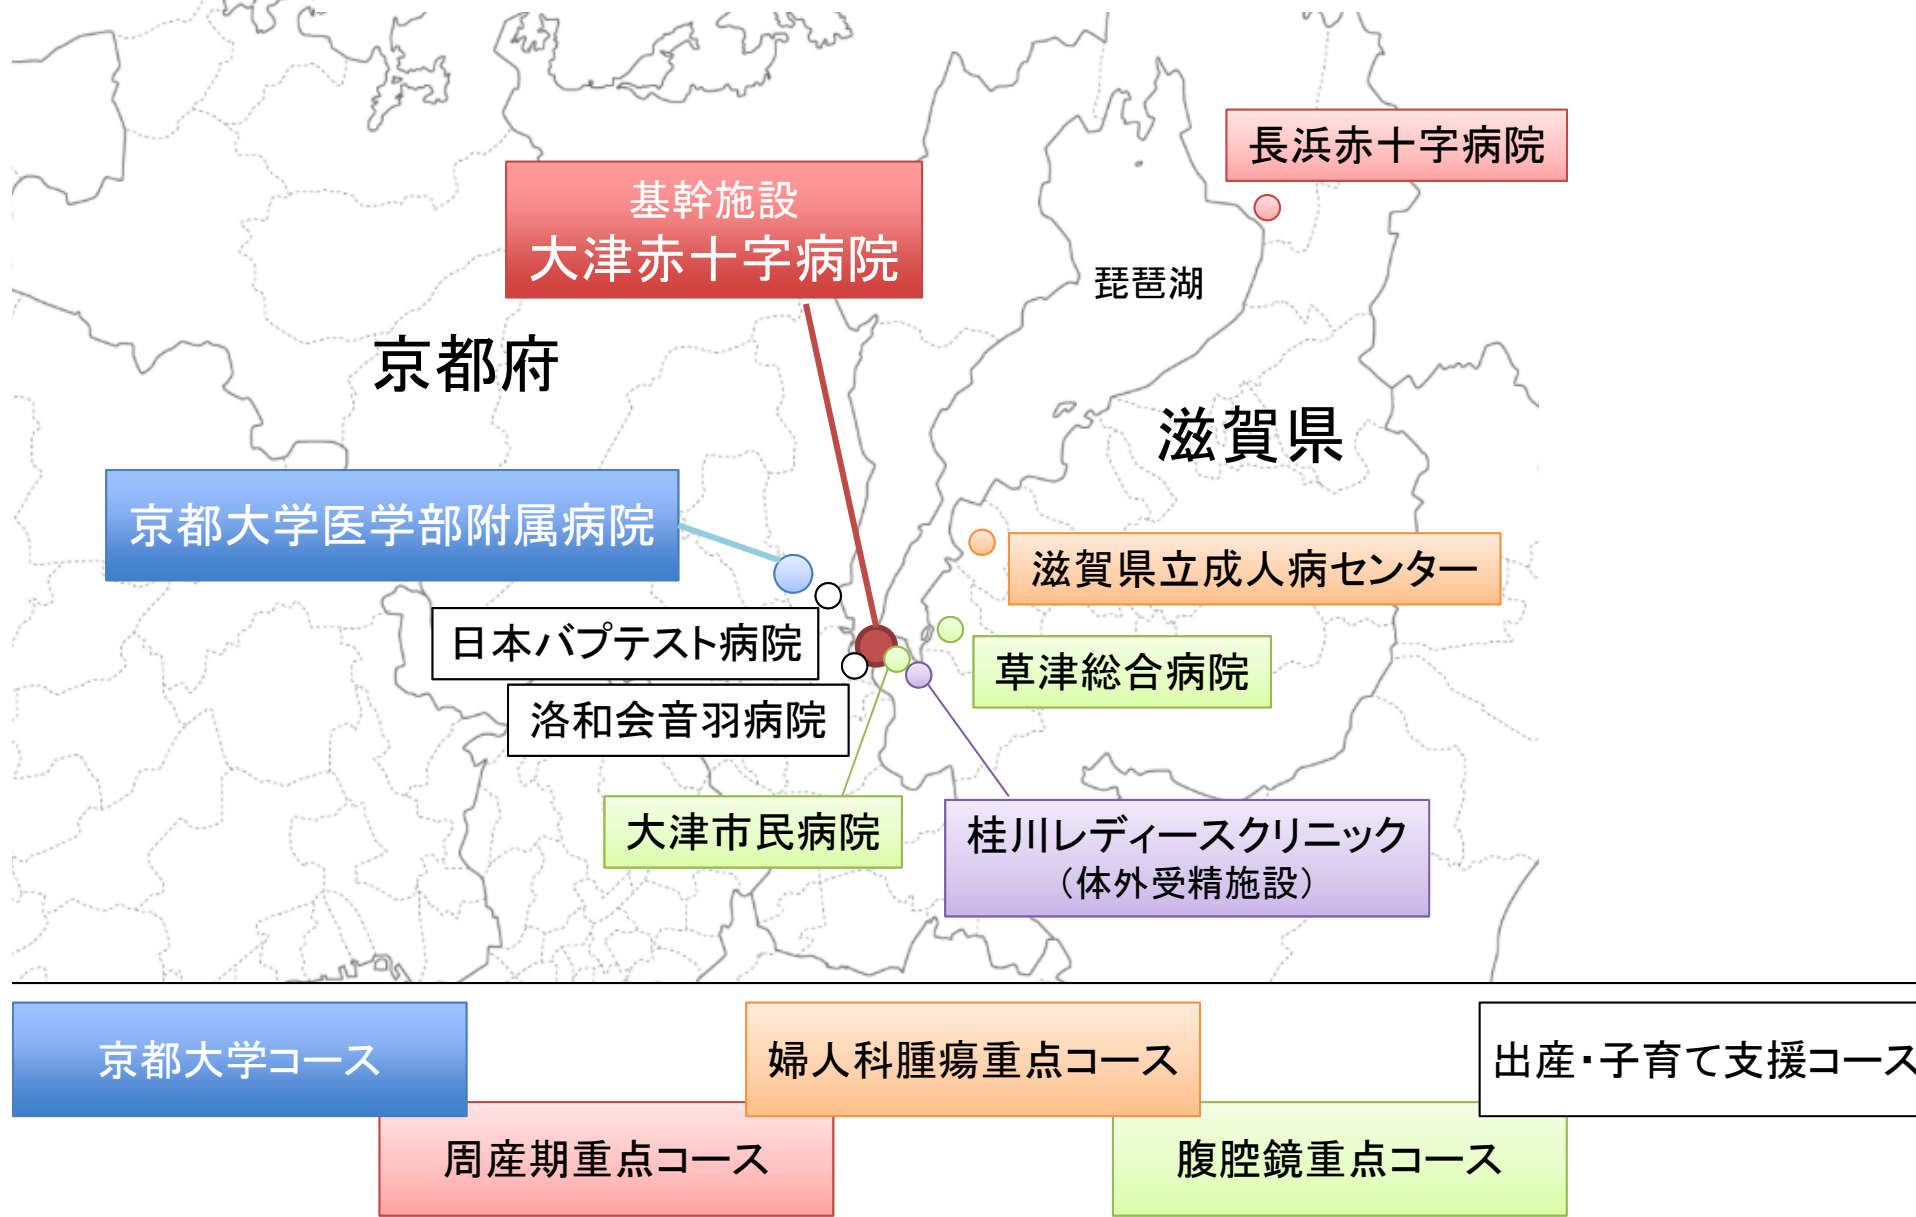 長浜赤十字病院
基幹施設
大津赤十字病院
琵琶湖
京都府
滋賀県
京都大学医学部附属病院
滋賀県立成人病センター
日本バプテスト病院
草津総合病院
洛和会音羽病院
大津市民病院
桂川レディースクリニック
（体外受精施設）
京都大学コース
婦人科腫瘍重点コース
出産・子育て支援コース
周産期重点コース
腹腔鏡重点コース